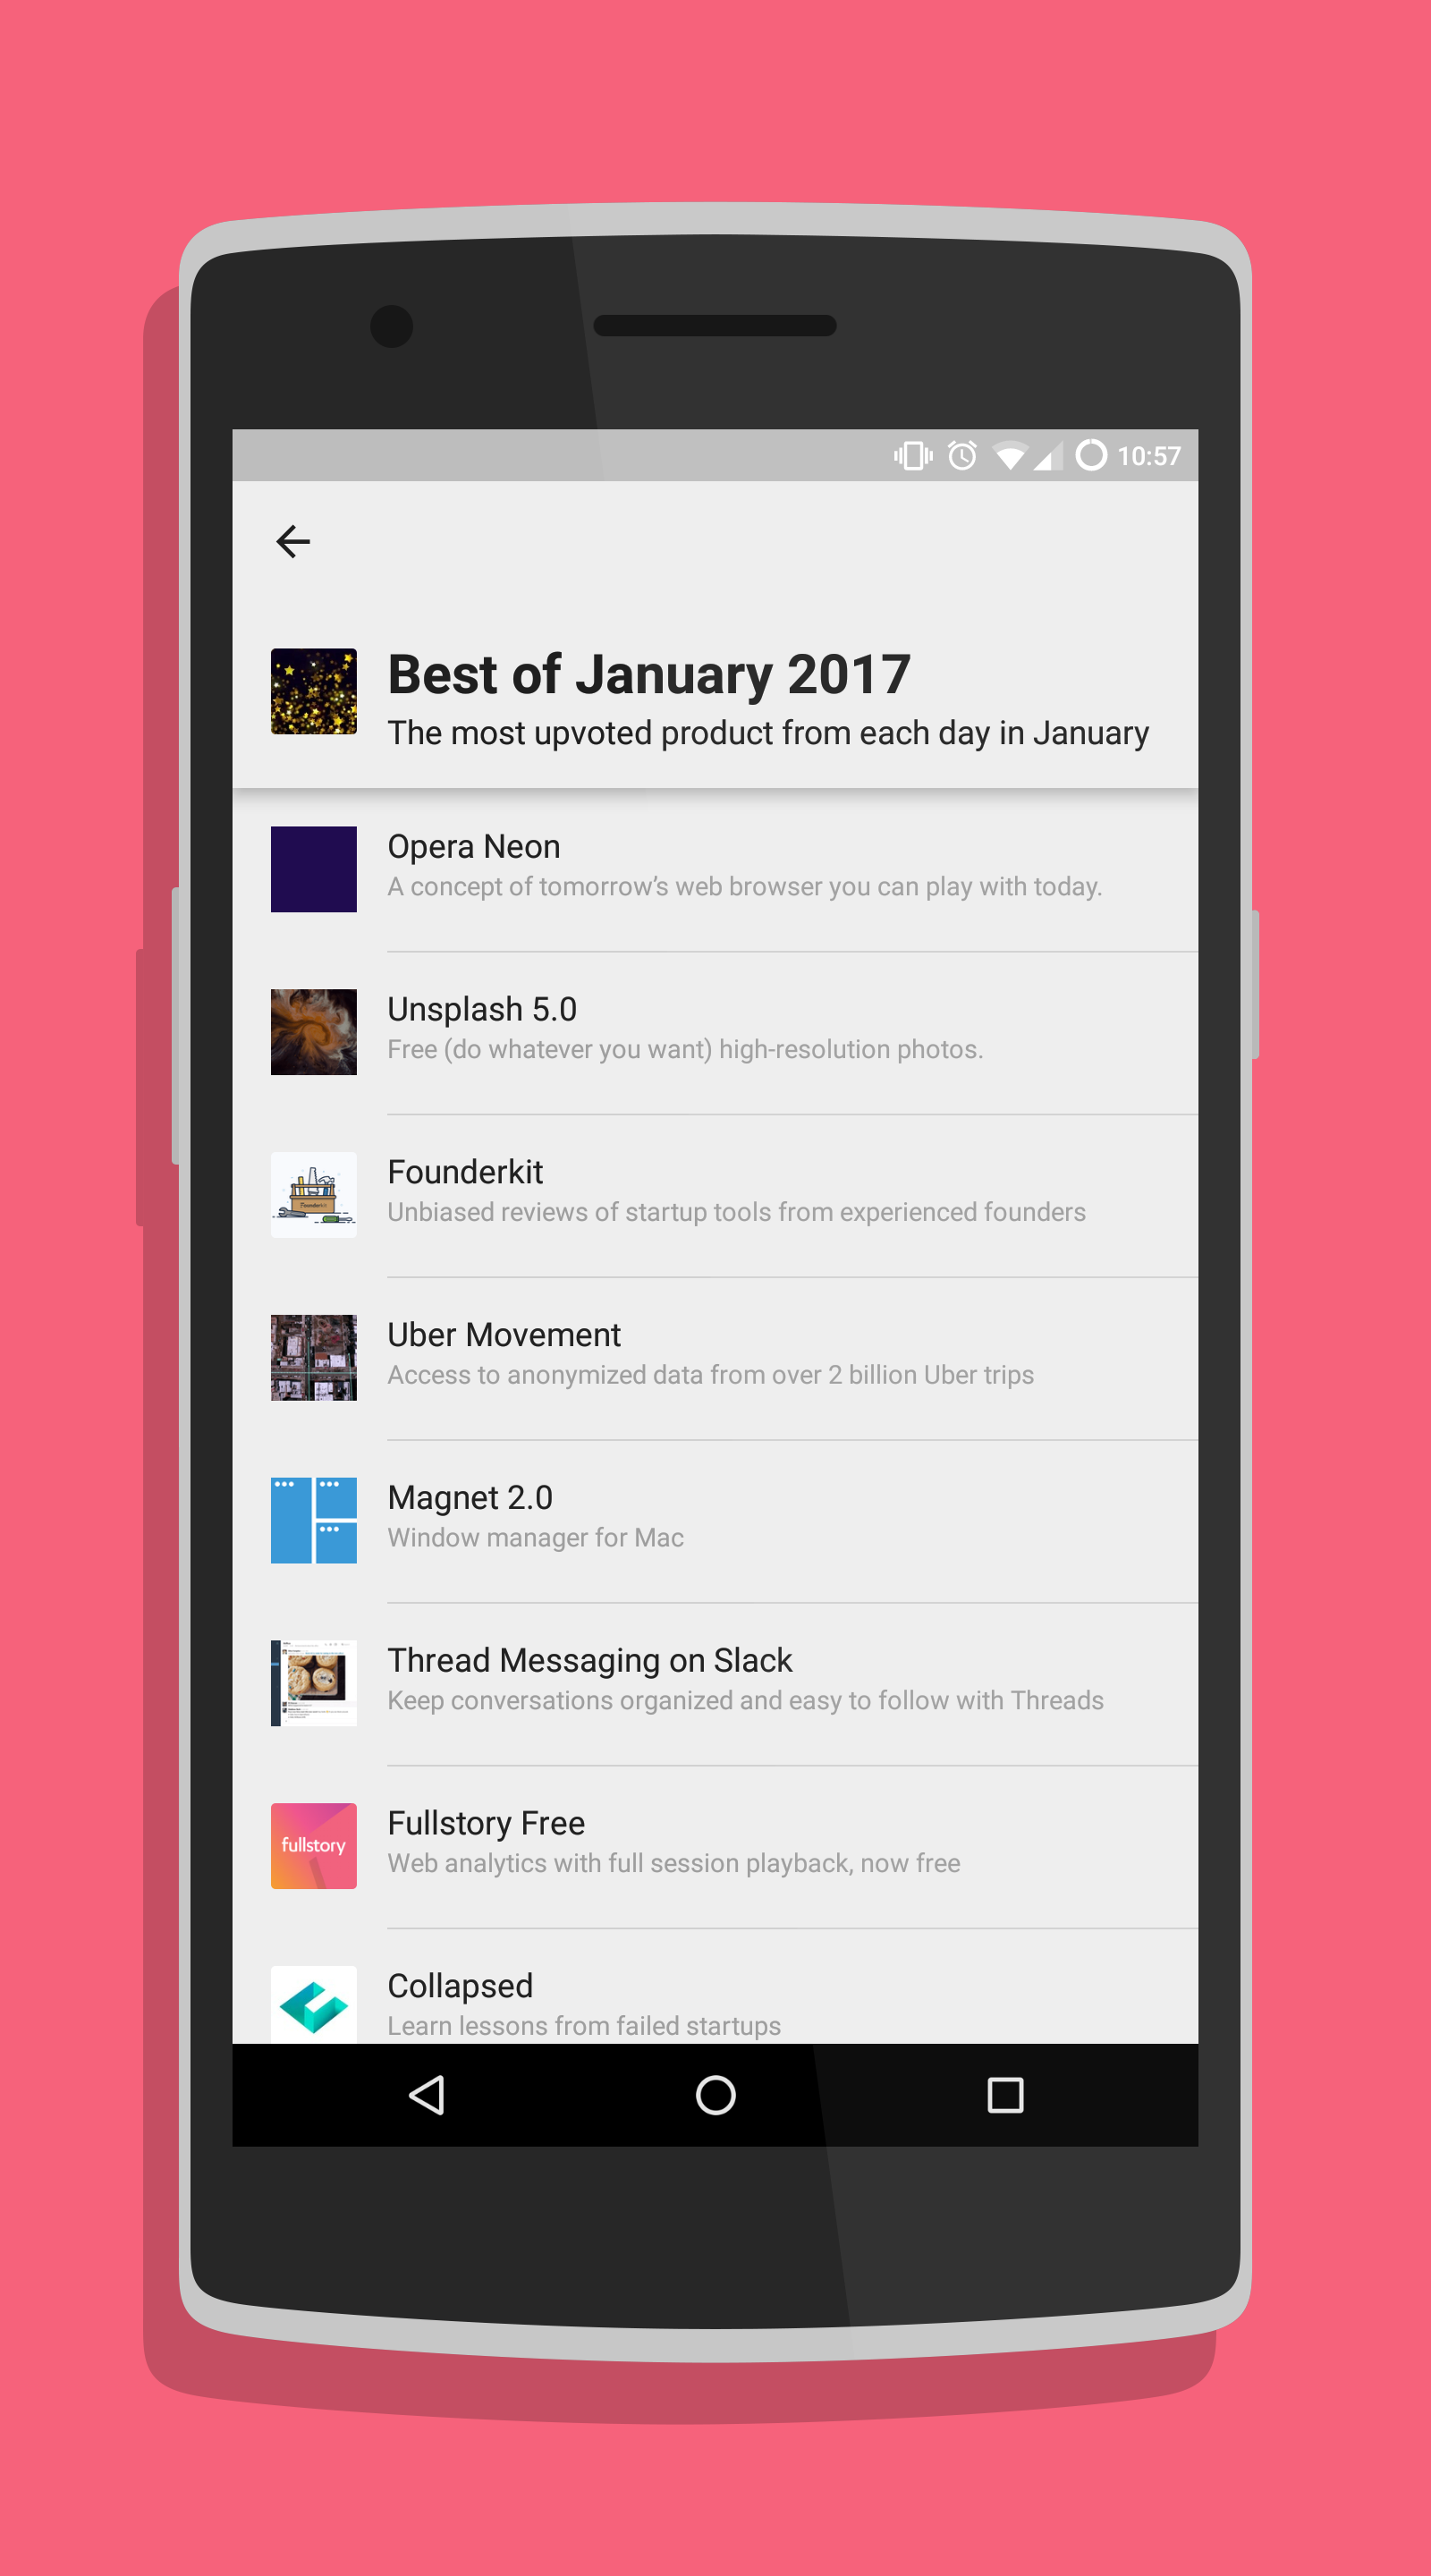 10:57
Best of January 2017
The most upvoted product from each day in January
Opera Neon
A concept of tomorrow’s web browser you can play with today.
Unsplash 5.0
Free (do whatever you want) high-resolution photos.
Founderkit
Founderkit
Unbiased reviews of startup tools from experienced founders
Uber Movement
Access to anonymized data from over 2 billion Uber trips
Magnet 2.0
Window manager for Mac
Thread Messaging on Slack
Keep conversations organized and easy to follow with Threads
fullstory
Fullstory Free
Web analytics with full session playback, now free
Collapsed
Learn lessons from failed startups